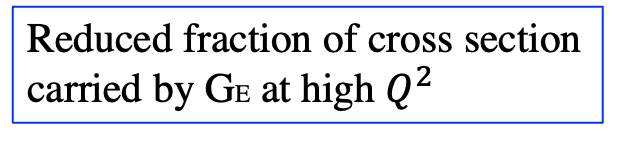 Reduced fraction of cross section
carried by GE at high Q²